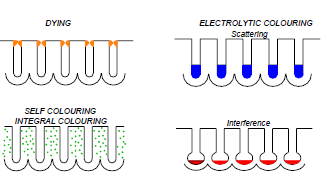 DYING
ELECTROLYTIC COLOURING
Scattering
SELF COLOURING
INTEGRAL COLOURING
Interference